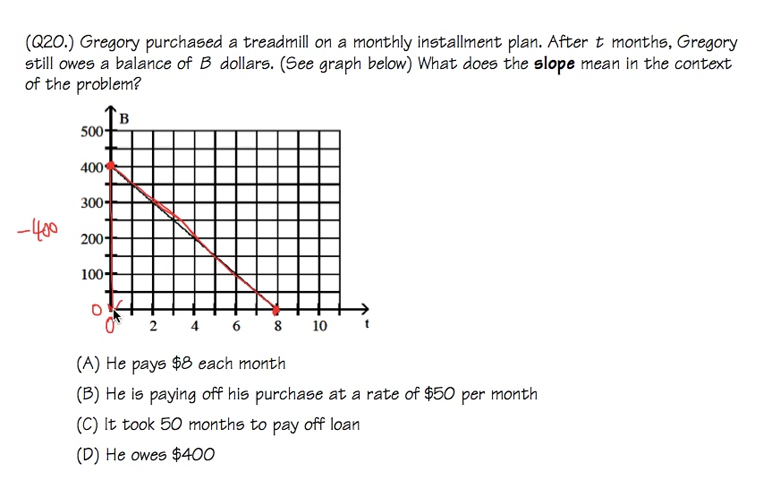 (Q20.) Gregory purchased a treadmill on a monthly installment plan. After t months, Gregory
still owes a balance of B dollars. (See graph below) What does the slope mean in the context
of the problem?
B
500
400
300
-400
200
100
0
0
2
4
6
8
10
t
(A) He pays $8 each month
(B) He is paying off his purchase at a rate of $50 per month
(C) It took 50 months to pay off loan
(D) He owes $400